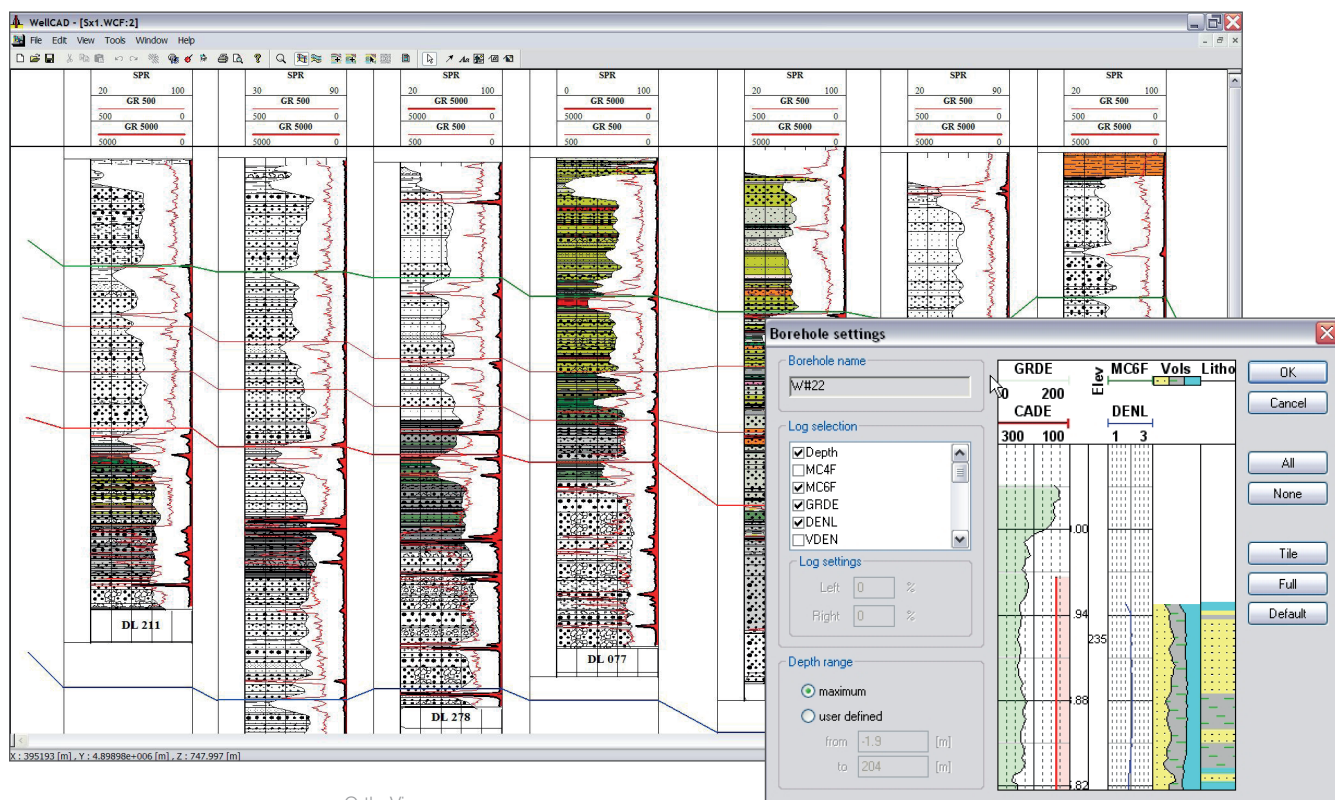 WellCAD - [Sx1.WCF:2]
File Edit View Tools Window Help
SPR SPR SPR SPR SPR SPR SPR
20 100 30 90 20 100 0 100 20 100 20 90 20 100
GR 500 GR 500 GR 5000 GR 5000 GR 500 GR 500 GR 500
500 0 500 0 5000 0 5000 0 500 0 500 0 500 0
GR 5000 GR 5000 GR 500 GR 500 GR 5000 GR 5000 GR 5000
5000 0 5000 0 500 0 500 0 5000 0 5000 0 5000 0
DL 211
DL 278
DL 077
X : 395193 [m] , Y : 4.89898e+006 [m] , Z : 747.997 [m]
Borehole settings
Borehole name
W#22
Log selection
Depth
MC4F
MC6F
GRDE
DENL
VDEN
Log settings
Left 0 %
Right 0 %
Depth range
maximum
user defined
from -1.9 [m]
to 204 [m]
GRDE Elev MC6F Vols Litho
200
CADE DENL
300 100 1 3
.00
.94
235
.88
.82
OK
Cancel
All
None
Tile
Full
Default